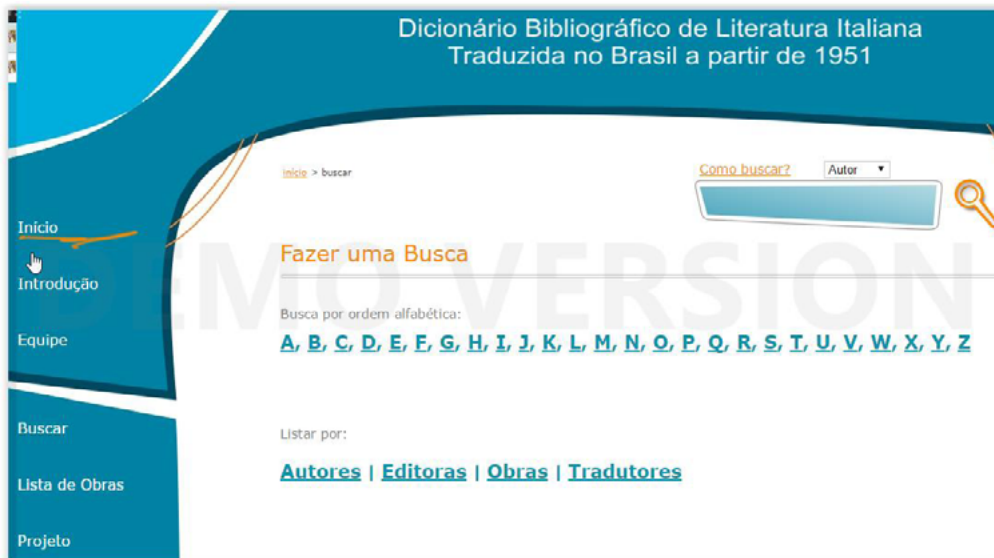 Dicionário Bibliográfico de Literatura Italiana
Traduzida no Brasil a partir de 1951
início > buscar
Como buscar?
Autor
Início
Introdução
Equipe
Buscar
Lista de Obras
Projeto
Fazer uma Busca
Busca por ordem alfabética:
A, B, C, D, E, F, G, H, I, J, K, L, M, N, O, P, Q, R, S, T, U, V, W, X, Y, Z
Listar por:
Autores | Editoras | Obras | Tradutores
DEMO VERSION